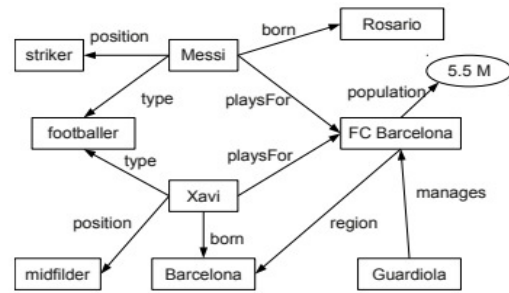 position
born
Rosario
striker
Messi
5.5 M
type
playsFor
population
footballer
FC Barcelona
type
playsFor
Xavi
position
born
region
manages
midfilder
Barcelona
Guardiola